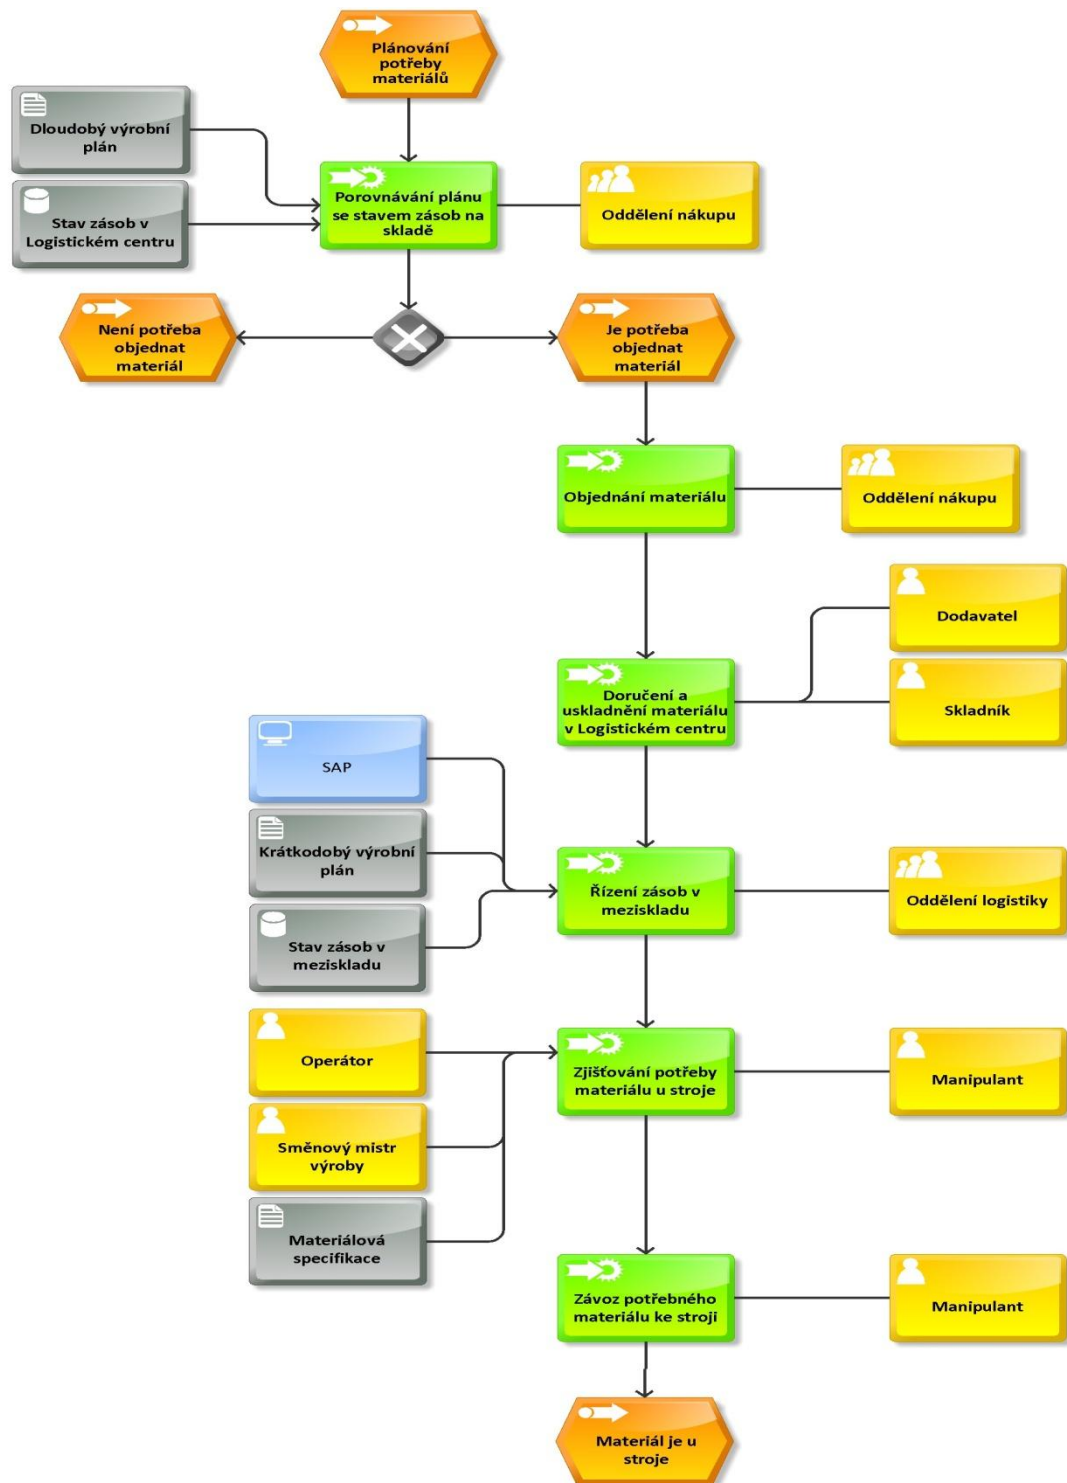 Plánování
potřeby
materiálů
Dloudobý výrobní
plán
Stav zásob v
Logistickém centru
Porovnávání plánu
se stavem zásob na
skladě
Oddělení nákupu
Není potřeba
objednat
materiál
Je potřeba
objednat
materiál
Objednání materiálu
Oddělení nákupu
Doručení a
uskladnění materiálu
v Logistickém centru
Dodavatel
Skladník
SAP
Krátkodobý výrobní
plán
Stav zásob v
meziskladu
Řízení zásob v
meziskladu
Oddělení logistiky
Operátor
Směnový mistr
výroby
Materiálová
specifikace
Zjišťování potřeby
materiálu u stroje
Manipulant
Závoz potřebného
materiálu ke stroji
Manipulant
Materiál je u
stroje